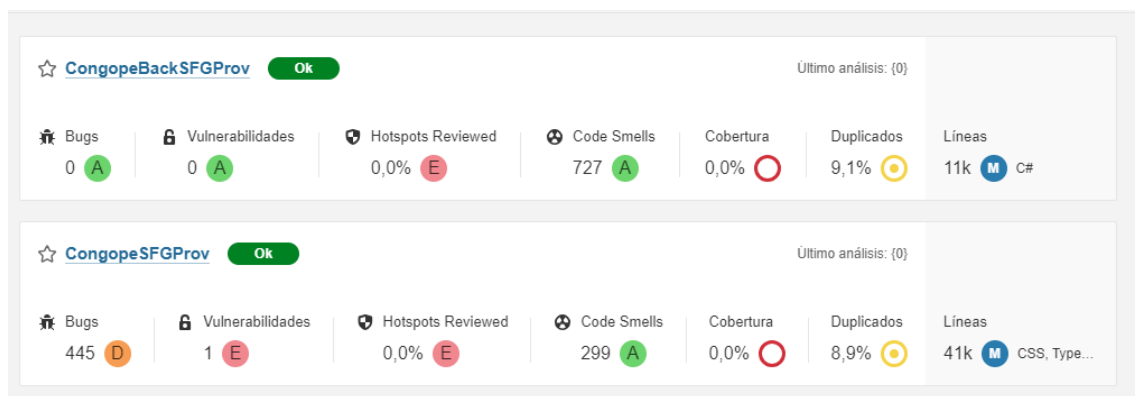 CongopeBackSFGProv Ok Último análisis: {0}
Bugs Vulnerabilidades Hotspots Reviewed Code Smells Cobertura Duplicados Líneas
0 A 0 A 0,0% E 727 A 0,0% 9,1% 11k M C#
CongopeSFGProv Ok Último análisis: {0}
Bugs Vulnerabilidades Hotspots Reviewed Code Smells Cobertura Duplicados Líneas
445 D 1 E 0,0% E 299 A 0,0% 8,9% 41k M CSS, Type...